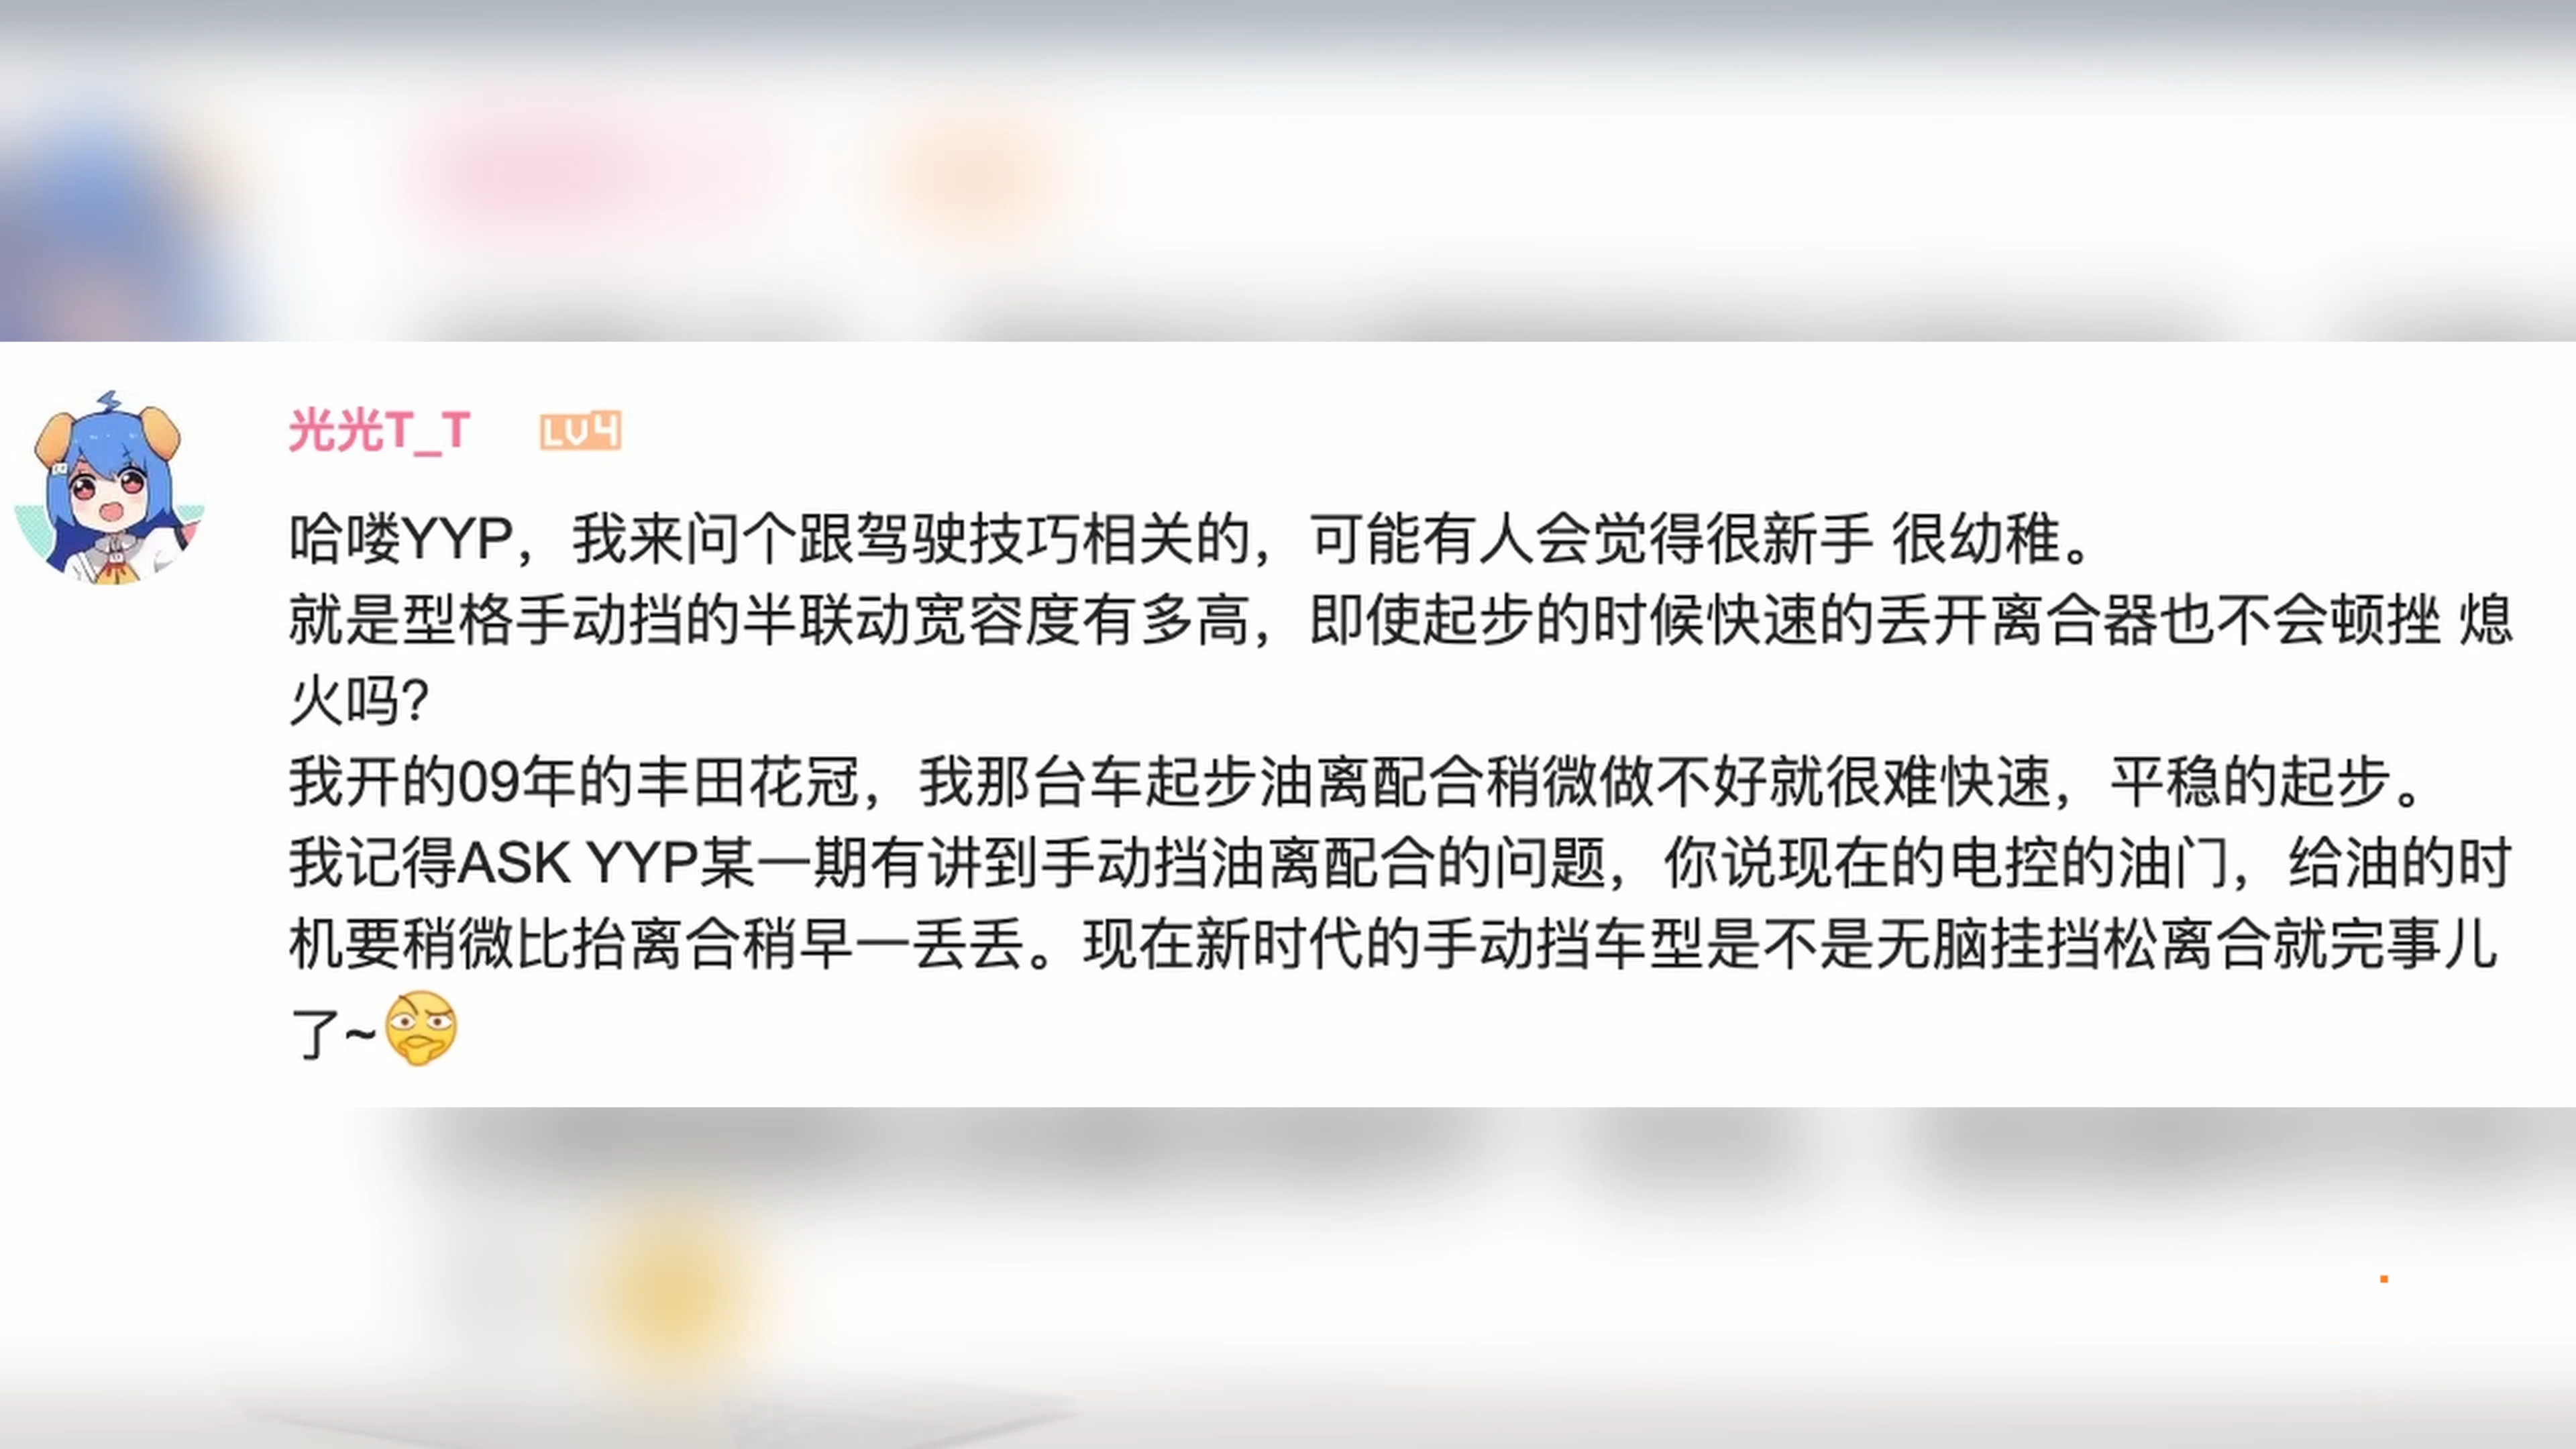 光光T_T LV4
哈喽YYP，我来问个跟驾驶技巧相关的，可能有人会觉得很新手 很幼稚。
就是型格手动挡的半联动宽容度有多高，即使起步的时候快速的丢开离合器也不会顿挫 熄
火吗？
我开的09年的丰田花冠，我那台车起步油离配合稍微做不好就很难快速，平稳的起步。
我记得ASK YYP某一期有讲到手动挡油离配合的问题，你说现在的电控的油门，给油的时
机要稍微比抬离合稍早一丢丢。现在新时代的手动挡车型是不是无脑挂挡松离合就完事儿
了~